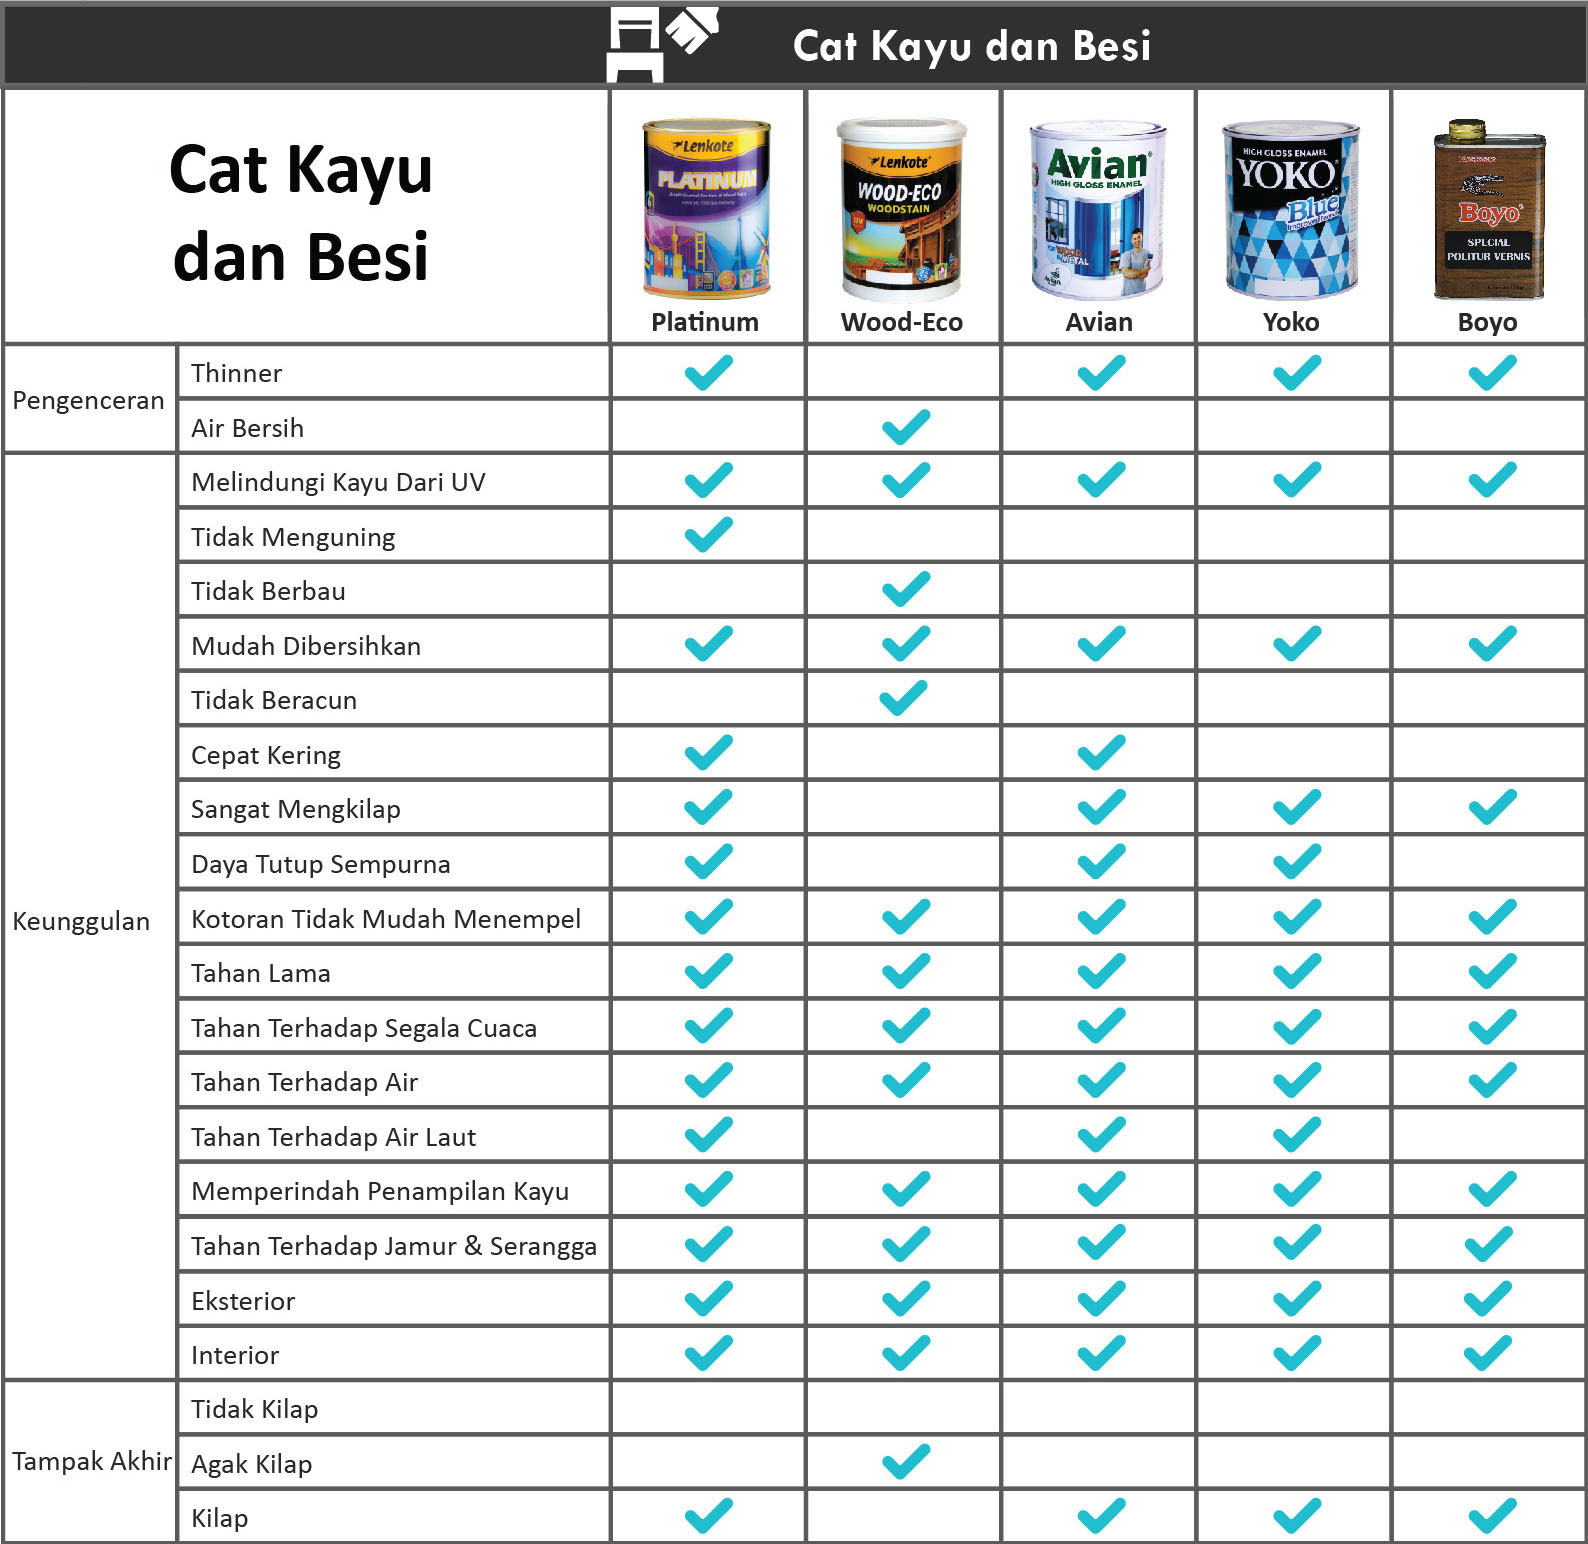 Cat Kayu dan Besi
Cat Kayu
dan Besi
Lenkote
PLATINUM
Lenkote
WOOD-ECO
WOODSTAIN
UV
Avian
HIGH GLOSS ENAMEL
WOOD
METAL
Avian
HIGH GLOSS ENAMEL
YOKO
Blue
Boyo
SPECIAL
POLITUR VERNIS
Platinum
Wood-Eco
Avian
Yoko
Boyo
Pengenceran
Thinner
Air Bersih
Keunggulan
Melindungi Kayu Dari UV
Tidak Menguning
Tidak Berbau
Mudah Dibersihkan
Tidak Beracun
Cepat Kering
Sangat Mengkilap
Daya Tutup Sempurna
Kotoran Tidak Mudah Menempel
Tahan Lama
Tahan Terhadap Segala Cuaca
Tahan Terhadap Air
Tahan Terhadap Air Laut
Memperindah Penampilan Kayu
Tahan Terhadap Jamur & Serangga
Eksterior
Interior
Tampak Akhir
Tidak Kilap
Agak Kilap
Kilap